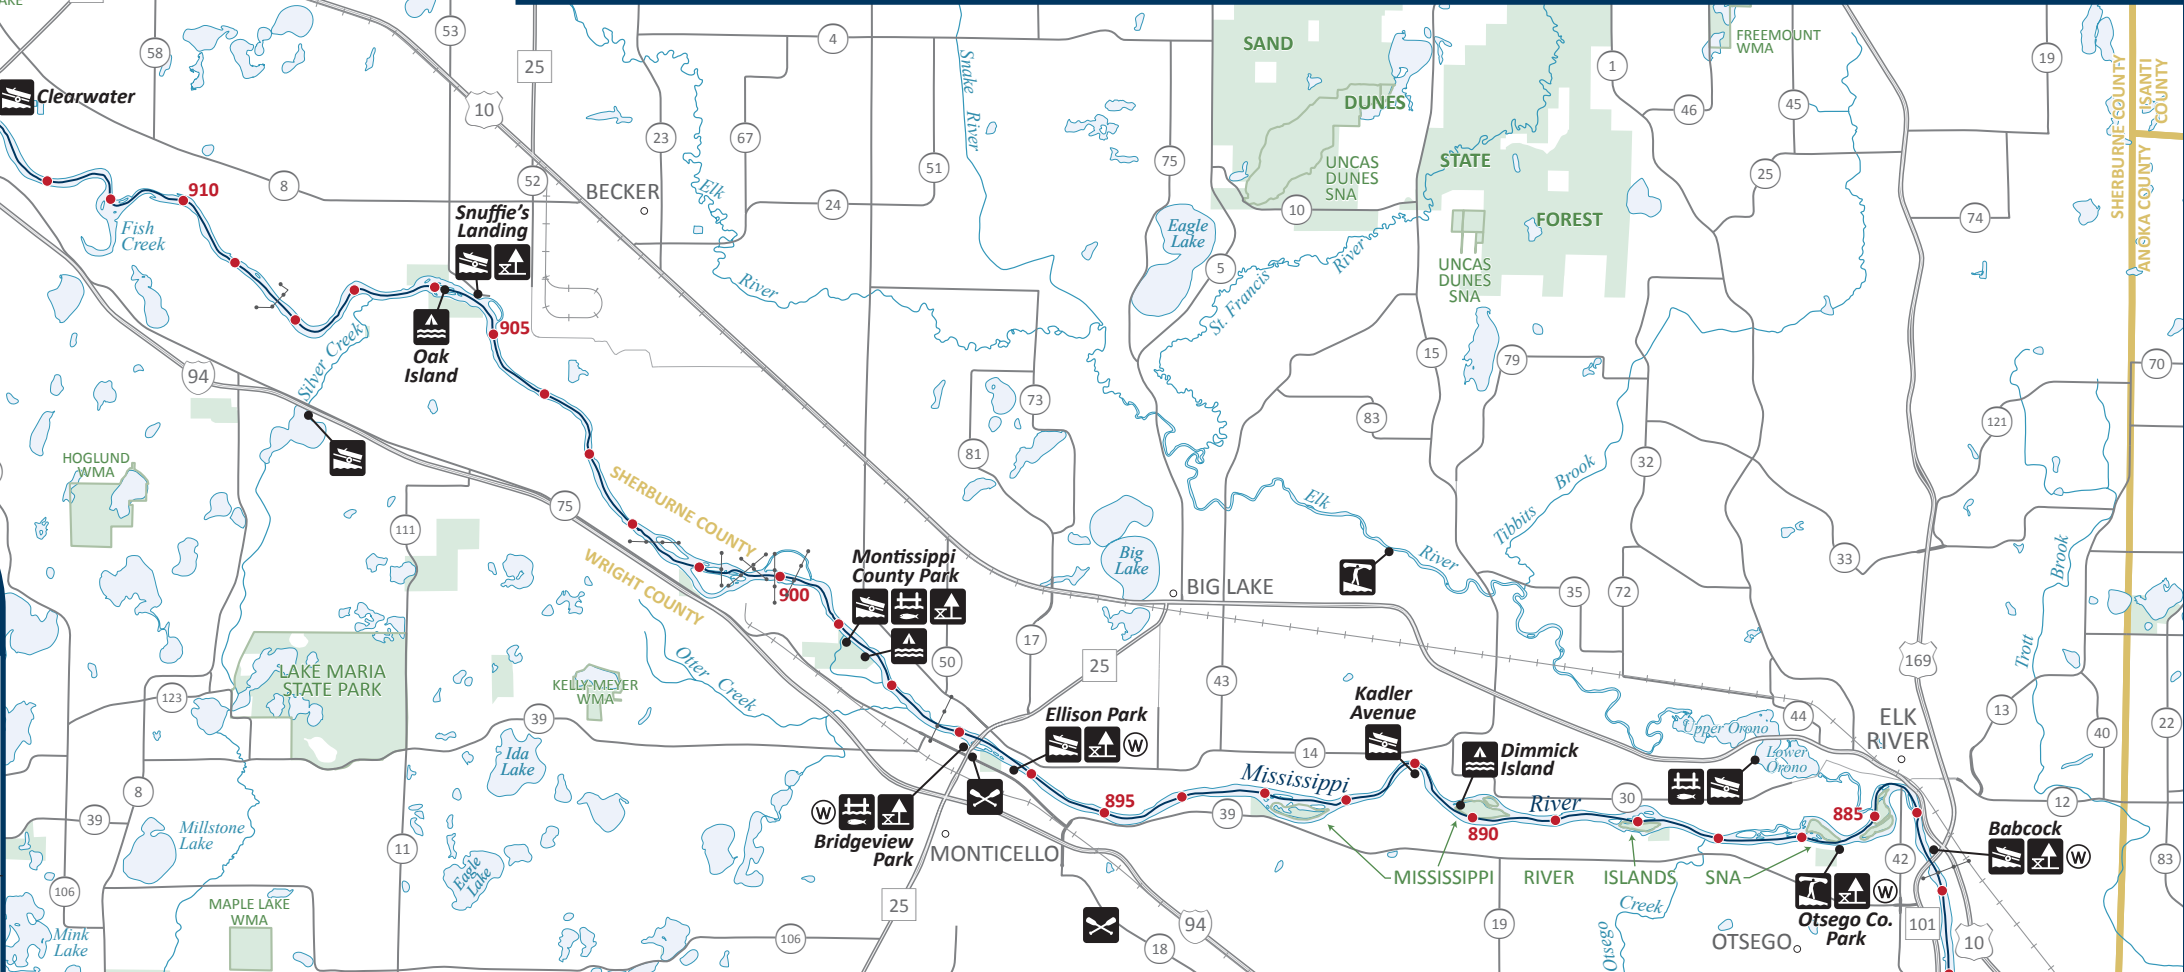 AKE
58
53
25
4
10
Clearwater
23
67
Snake River
51
75
SAND
DUNES
UNCAS
DUNES
SNA
STATE
FOREST
UNCAS
DUNES
SNA
1
FREEMOUNT
WMA
46
45
25
19
74
SHERBURNE COUNTY
ISANTI
COUNTY
ANOKA COUNTY
910
8
Fish
Creek
52
BECKER
Elk
River
24
Snuffie's
Landing
Oak
Island
905
Silver Creek
94
Eagle
Lake
5
10
St. Francis
River
15
79
83
73
81
32
121
70
HOGLUND
WMA
111
75
SHERBURNE COUNTY
WRIGHT COUNTY
900
Montissippi
County Park
Big
Lake
BIG LAKE
Elk
River
Tibbits
Brook
35
72
33
Trott
Brook
169
LAKE MARIA
STATE PARK
123
KELLY-MEYER
WMA
Otter
Creek
50
17
25
43
39
Ida
Lake
Ellison Park
W
Kadler
Avenue
14
Dimmick
Island
Mississippi
River
895
39
890
30
Upper Orono
Lower
Orono
44
ELK
RIVER
13
40
22
12
885
8
39
Millstone
Lake
11
Eagle
Lake
W
Bridgeview
Park
MONTICELLO
MISSISSIPPI
RIVER
ISLANDS
SNA
42
Babcock
W
83
106
MAPLE LAKE
WMA
Mink
Lake
25
106
18
94
19
Otsego
Creek
OTSEGO
W
Otsego Co.
Park
101
10